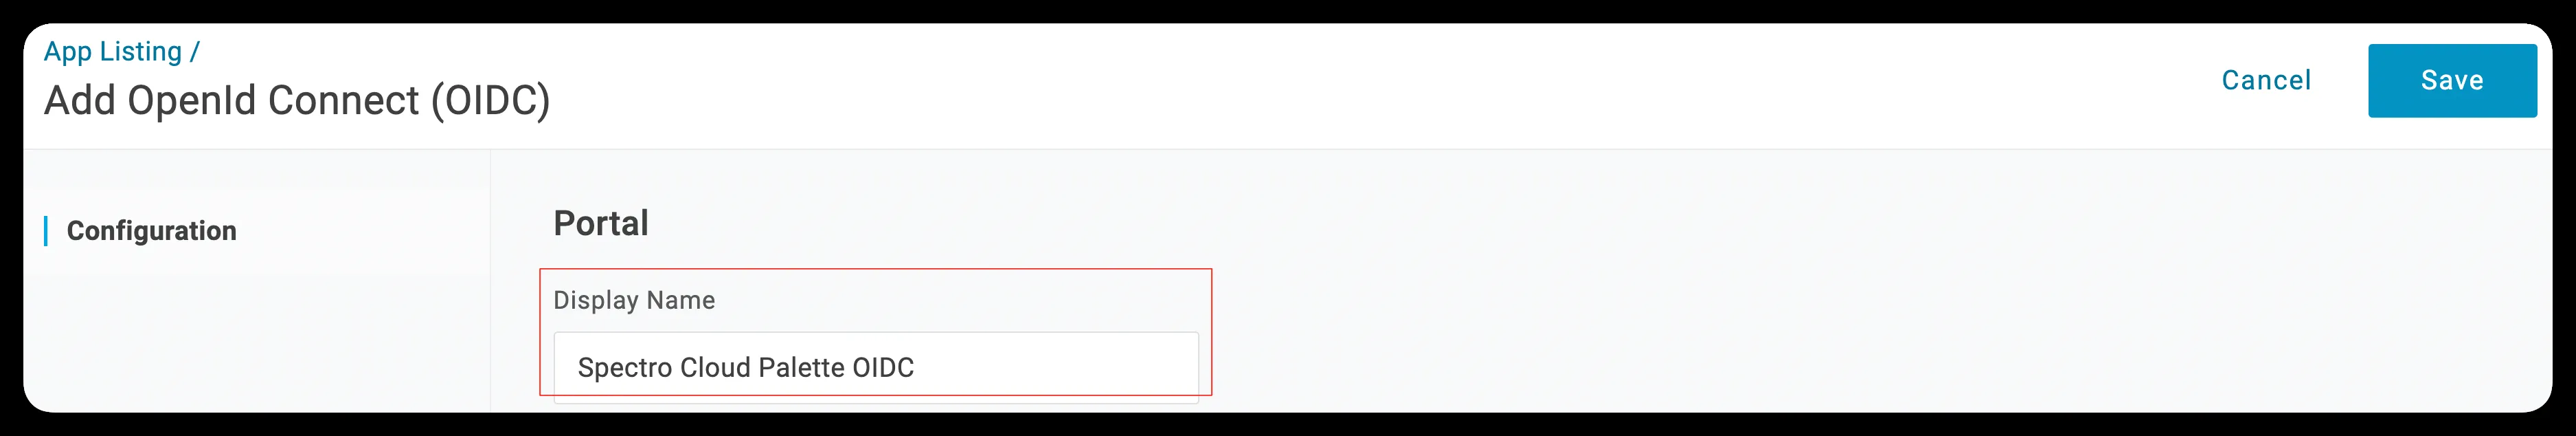 App Listing /
Add OpenId Connect (OIDC)
Cancel
Save
Configuration
Portal
Display Name
Spectro Cloud Palette OIDC